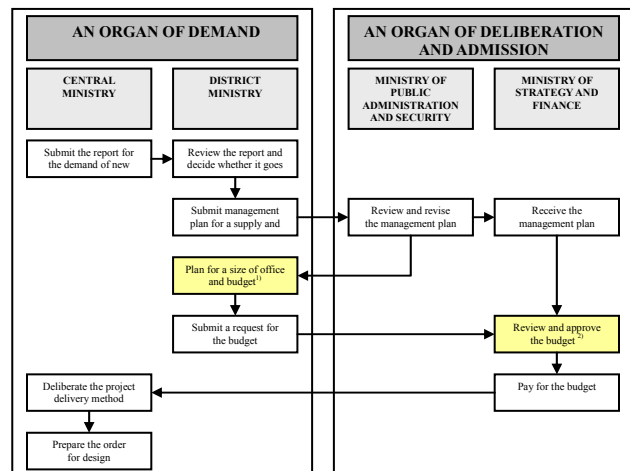 AN ORGAN OF DEMAND
AN ORGAN OF DELIBERATION
AND ADMISSION
CENTRAL
MINISTRY
DISTRICT
MINISTRY
MINISTRY OF
PUBLIC
ADMINISTRATION
AND SECURITY
MINISTRY OF
STRATEGY AND
FINANCE
Submit the report for
the demand of new
Review the report and
decide whether it goes
Submit management
plan for a supply and
Review and revise
the management plan
Receive the
management plan
Plan for a size of office
and budget1)
Submit a request for
the budget
Review and approve
the budget 2)
Deliberate the project
delivery method
Pay for the budget
Prepare the order
for design